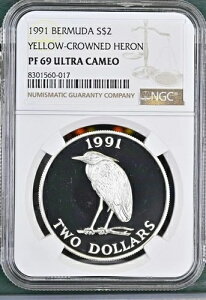 1991 BERMUDA S$2
YELLOW-CROWNED HERON
PF 69 ULTRA CAMEO
8301560-017
NUMISMATIC GUARANTY COMPANY
NGC
1991
TWO DOLLARS